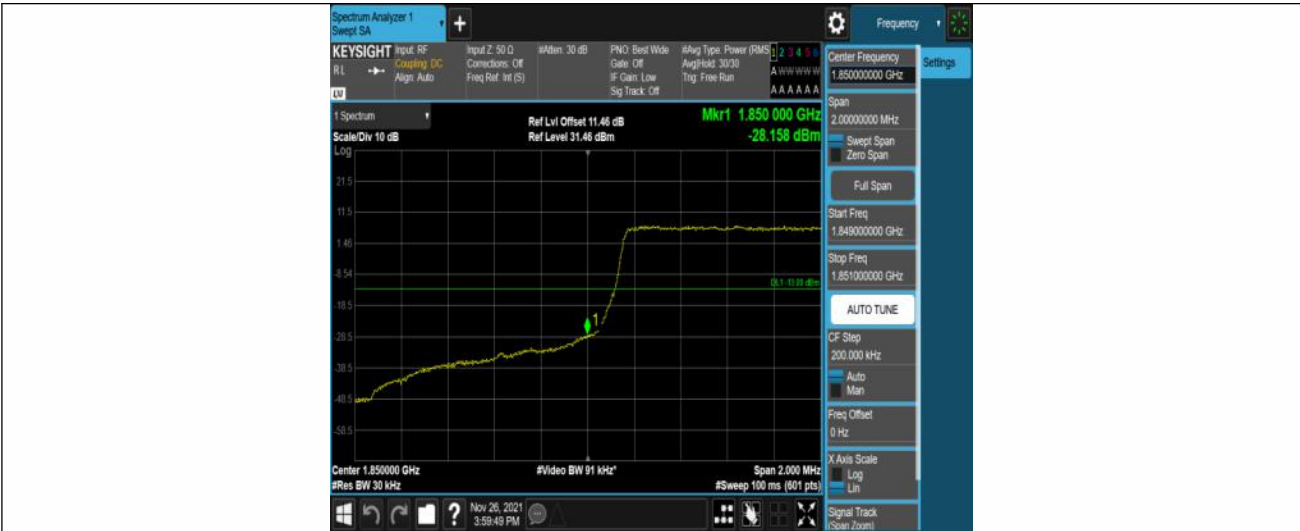 Spectrum Analyzer 1
Swept SA
+
Frequency
KEYSIGHT
RL
LXI
Input: RF
Coupling: DC
Align: Auto
Input Z: 50 Ω
Corrections: Off
Freq Ref: Int (S)
#Atten: 30 dB
PNO: Best Wide
Gate: Off
IF Gain: Low
Sig Track: Off
#Avg Type: Power (RMS
Avg|Hold: 30/30
Trig: Free Run
1 2 3 4 5 6
A W W W W W
A A A A A A
1 Spectrum
Scale/Div 10 dB
Log
Ref Lvl Offset 11.46 dB
Ref Level 31.46 dBm
Mkr1 1.850 000 GHz
-28.158 dBm
21.5
11.5
1.46
-8.54
-18.5
-28.5
-38.5
-48.5
-58.5
DL1 -13.00 dBm
1
Center 1.850000 GHz
#Res BW 30 kHz
#Video BW 91 kHz*
Span 2.000 MHz
#Sweep 100 ms (601 pts)
?
Nov 26, 2021
3:59:49 PM
Center Frequency
1.850000000 GHz
Settings
Span
2.00000000 MHz
Swept Span
Zero Span
Full Span
Start Freq
1.849000000 GHz
Stop Freq
1.851000000 GHz
AUTO TUNE
CF Step
200.000 kHz
Auto
Man
Freq Offset
0 Hz
X Axis Scale
Log
Lin
Signal Track
(Span Zoom)